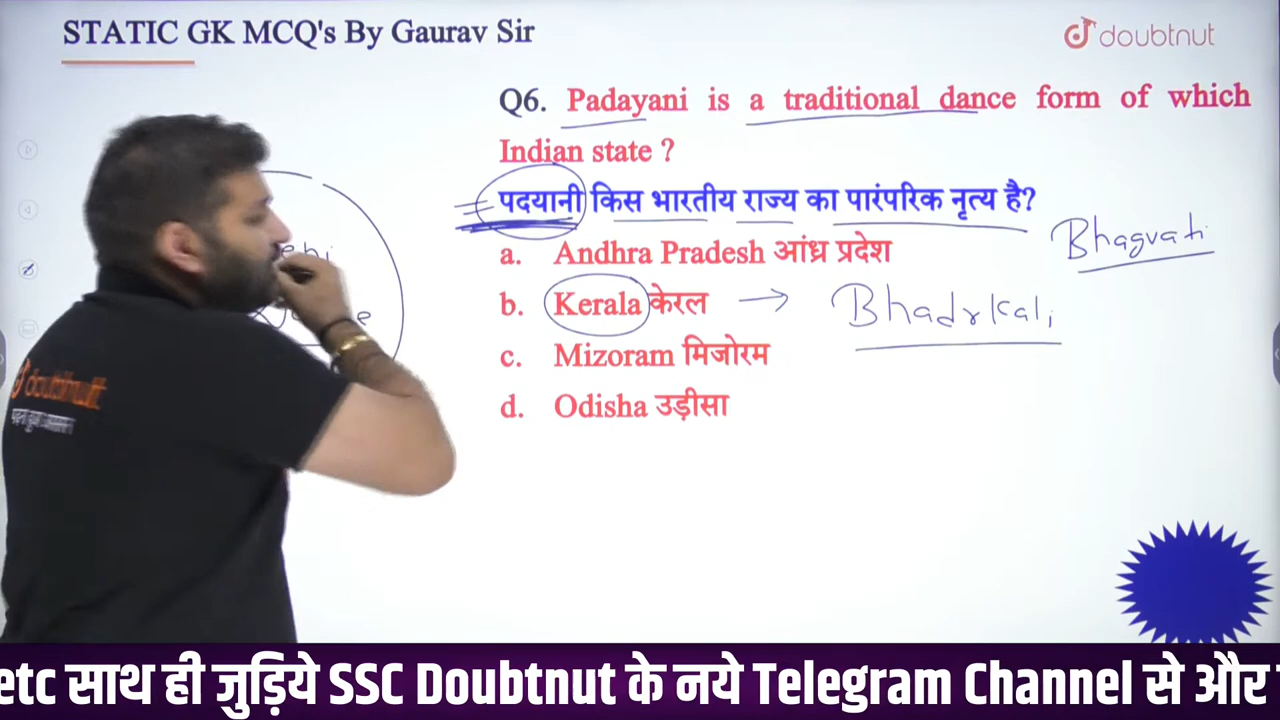 STATIC GK MCQ's By Gaurav Sir
doubtnut
Q6. Padayani is a traditional dance form of which
Indian state ?
पदयानी किस भारतीय राज्य का पारंपरिक नृत्य है?
Bhagvati
a. Andhra Pradesh आंध्र प्रदेश
b. Kerala केरल → Bhadrkali
c. Mizoram मिजोरम
d. Odisha उड़ीसा
doubtnut
etc साथ ही जुड़िये SSC Doubtnut के नये Telegram Channel से और